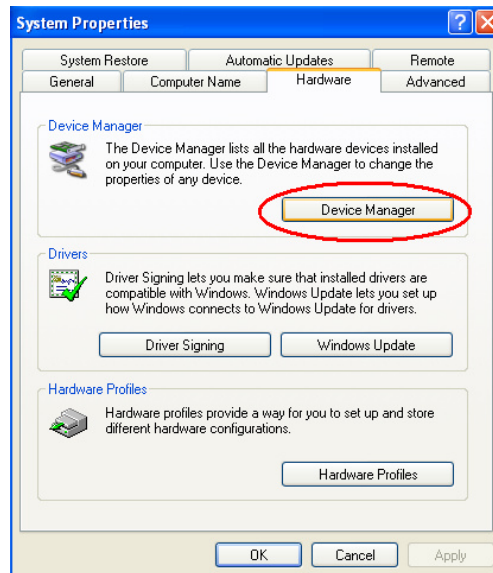 System Properties
System Restore Automatic Updates Remote
General Computer Name Hardware Advanced
Device Manager
The Device Manager lists all the hardware devices installed
on your computer. Use the Device Manager to change the
properties of any device.
Device Manager
Drivers
Driver Signing lets you make sure that installed drivers are
compatible with Windows. Windows Update lets you set up
how Windows connects to Windows Update for drivers.
Driver Signing Windows Update
Hardware Profiles
Hardware profiles provide a way for you to set up and store
different hardware configurations.
Hardware Profiles
OK Cancel Apply